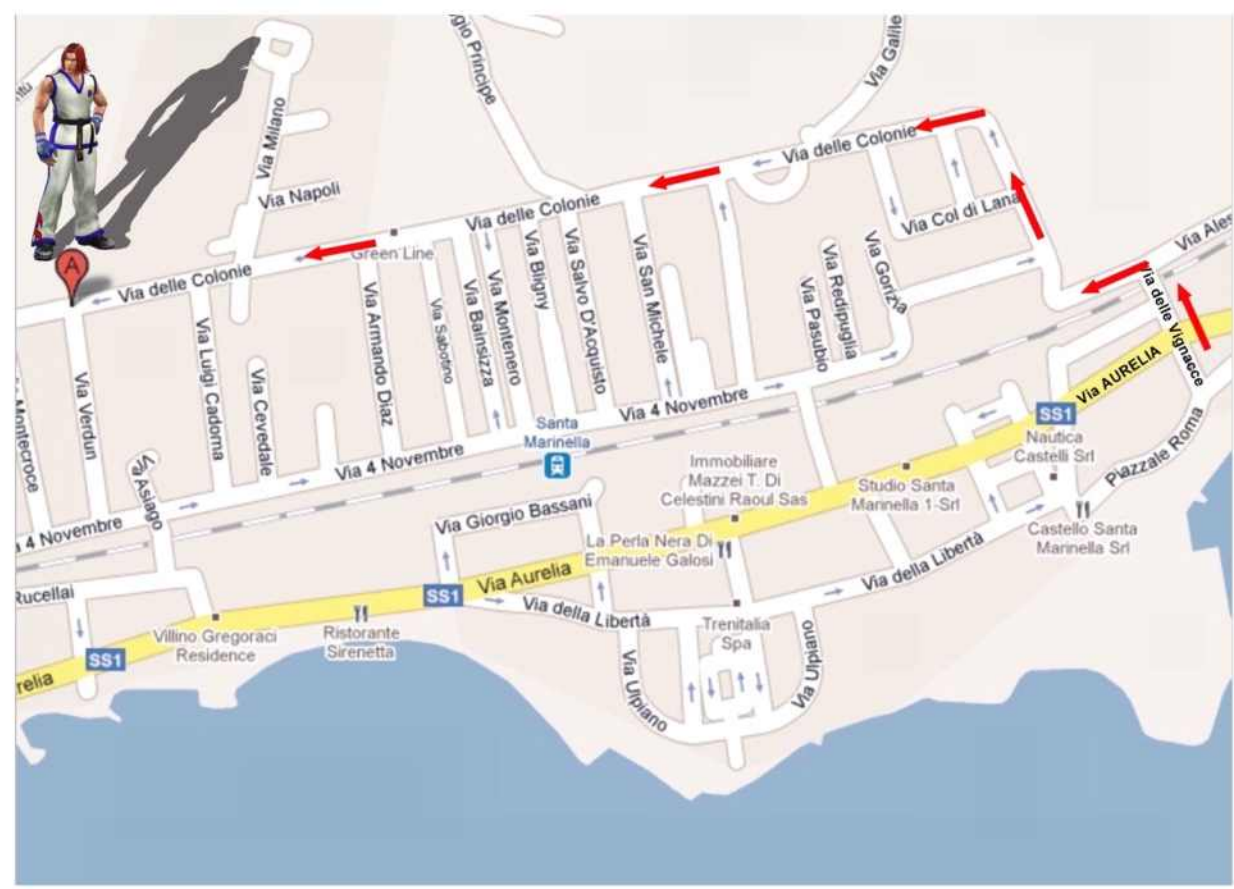 ggio Principe
Via Galile
Via Milano
Via delle Colonie
Via Napoli
Via Col di Lana
Via delle Colonie
Via Ales
Green Line
A
Via delle Colonie
Via delle Vignacce
Via Gorizia
Via Redipuglia
Via Pasubio
Via San Michele
Via Salvo D'Acquisto
Via Bligny
Via Montenero
Via Bainsizza
Via Sabotino
Via Armando Diaz
Via Luigi Cadorna
Via Cevedale
Via Verdun
Montecroce
Via Asiago
Via AURELIA
Via 4 Novembre
SS1
Santa
Marinella
Nautica
Castelli Srl
Piazzale Roma
Via 4 Novembre
Immobiliare
Mazzei T. Di
Celestini Raoul Sas
Studio Santa
Marinella 1-Srl
Via Giorgio Bassani
4 Novembre
Castello Santa
Marinella Srl
La Perla Nera Di
Emanuele Galosi
Via della Libertà
Via Aurelia
SS1
Rucellai
Via della Libertà
Villino Gregoraci
Residence
Ristorante
Sirenetta
Trenitalia
Spa
SS1
relia
Via Ulpiano
Via Ulpiano